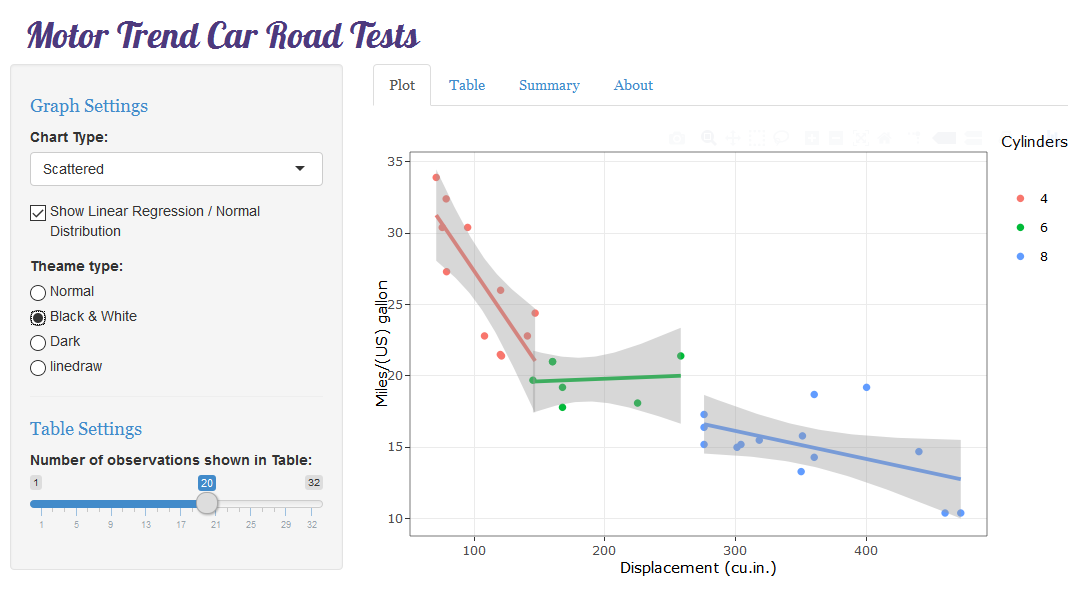 Motor Trend Car Road Tests
Graph Settings
Chart Type:
Scattered
Show Linear Regression / Normal
Distribution
Theame type:
Normal
Black & White
Dark
linedraw
Table Settings
Number of observations shown in Table:
1 20 32
1 5 9 13 17 21 25 29 32
Plot Table Summary About
Cylinders
4
6
8
Miles/(US) gallon
35
30
25
20
15
10
100 200 300 400
Displacement (cu.in.)